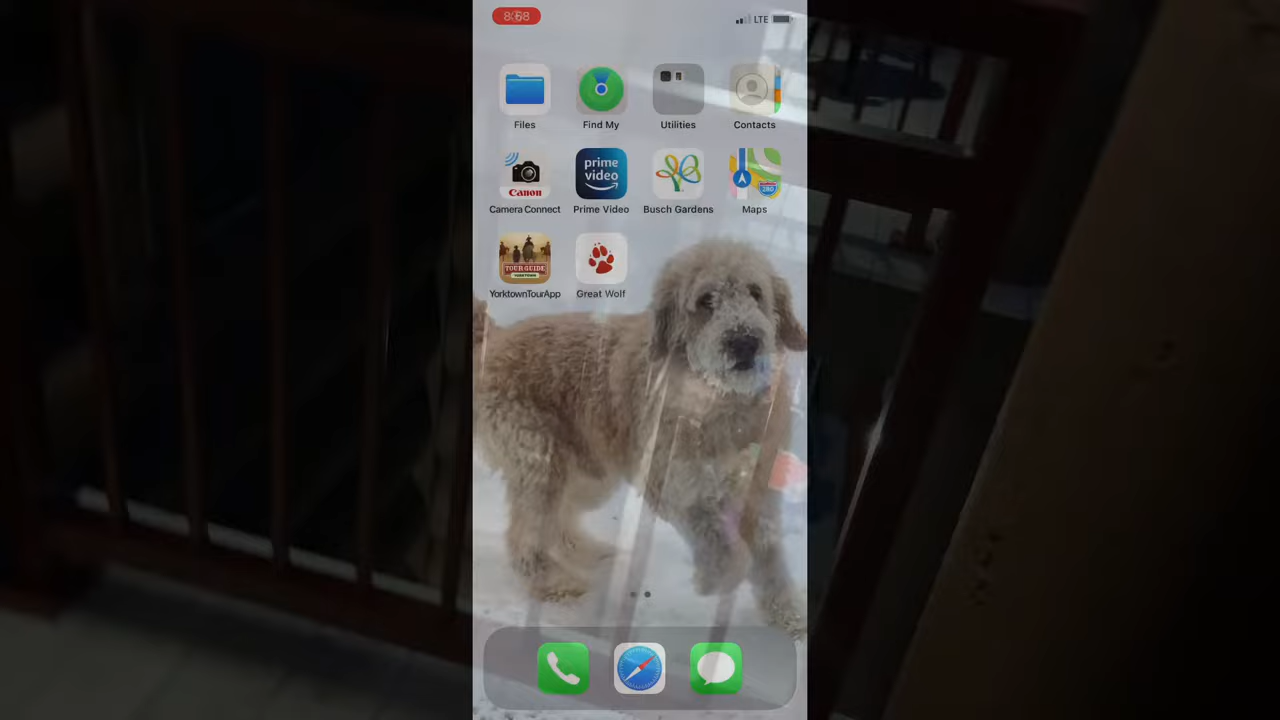 LTE
Files Find My Utilities Contacts
Canon
prime
video
Camera Connect Prime Video Busch Gardens Maps
280
TOUR GUIDE
YorktownTourApp Great Wolf